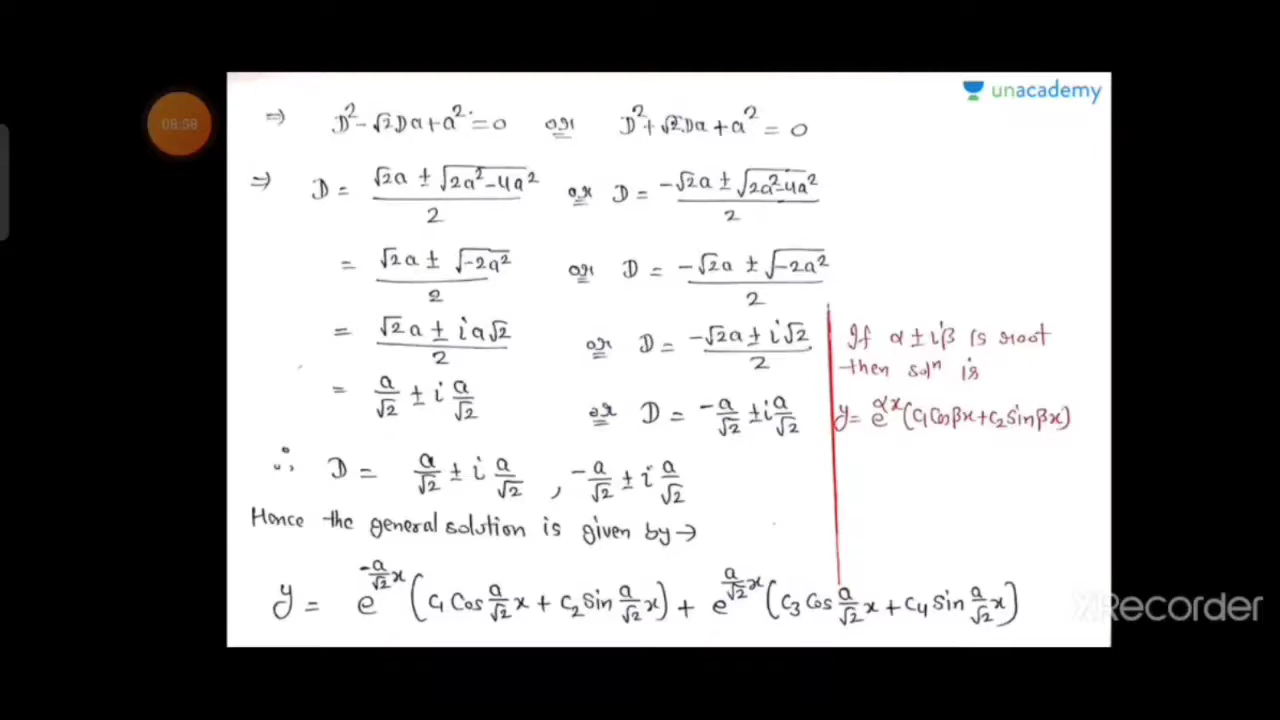 unacademy
08:58
⇒ D² - √2Da + a² = 0 or D² + √2Da + a² = 0
⇒ D = (√2a ± √(2a² - 4a²))/2 or D = (-√2a ± √(2a² - 4a²))/2
= (√2a ± √(-2a²))/2 or D = (-√2a ± √(-2a²))/2
= (√2a ± ia√2)/2 or D = (-√2a ± i√2)/2
= a/√2 ± i a/√2 or D = -a/√2 ± i a/√2
If α ± iβ is root
then solⁿ is
y = e^αx (c₁ cos βx + c₂ sin βx)
∴ D = a/√2 ± i a/√2 , -a/√2 ± i a/√2
Hence the general solution is given by →
y = e^(-a/√2 x) (c₁ cos a/√2 x + c₂ sin a/√2 x) + e^(a/√2 x) (c₃ cos a/√2 x + c₄ sin a/√2 x)
XRecorder